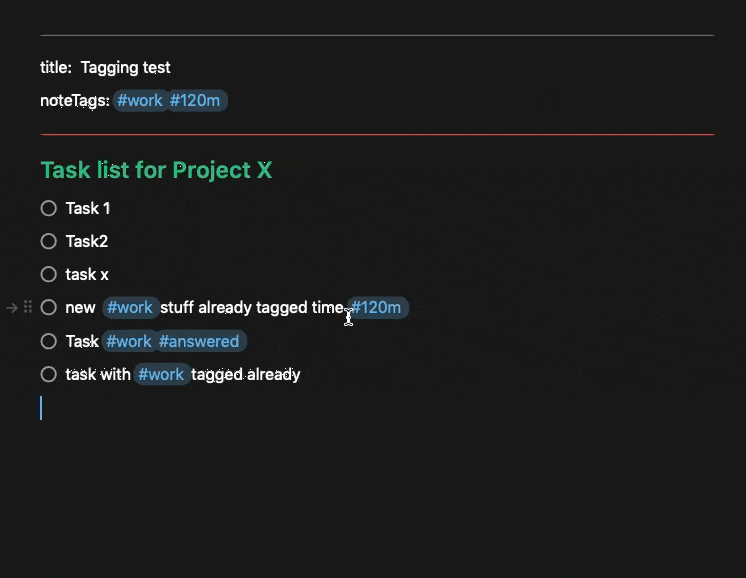 title: Tagging test
noteTags: #work #120m
Task list for Project X
Task 1
Task2
task x
new #work stuff already tagged time #120m
Task #work #answered
task with #work tagged already